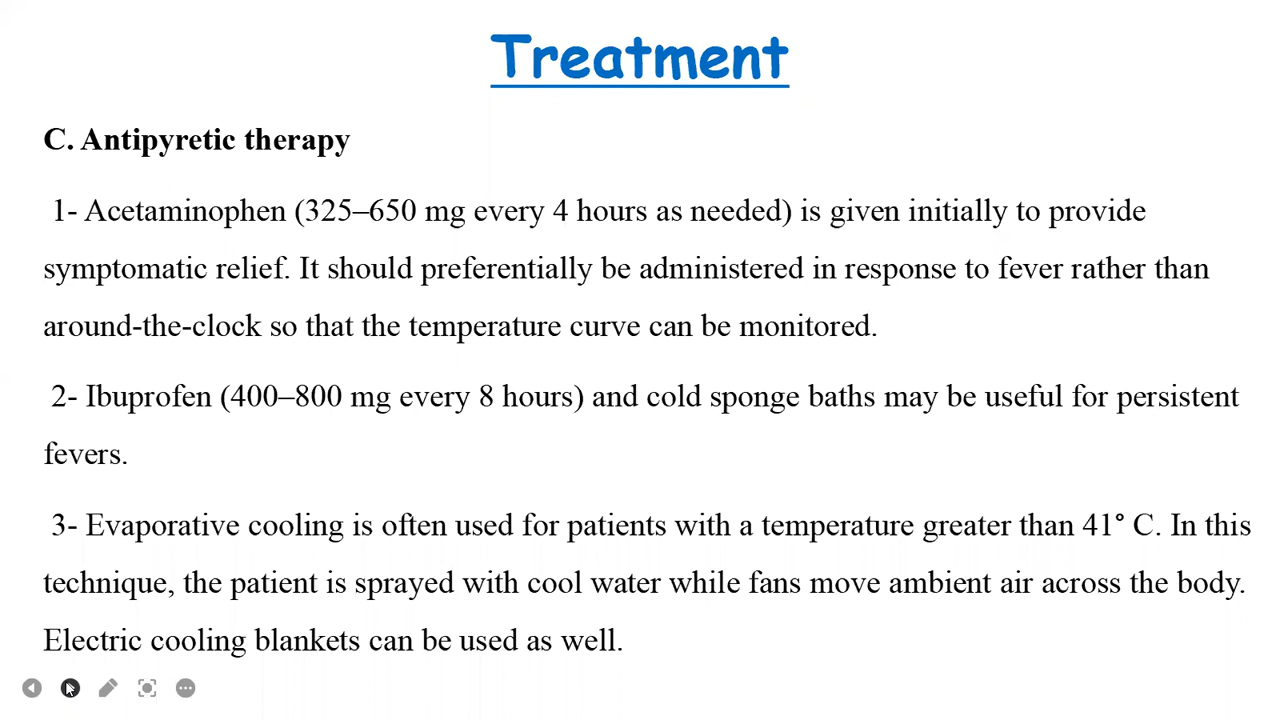 Treatment
C. Antipyretic therapy
1- Acetaminophen (325–650 mg every 4 hours as needed) is given initially to provide
symptomatic relief. It should preferentially be administered in response to fever rather than
around-the-clock so that the temperature curve can be monitored.
2- Ibuprofen (400–800 mg every 8 hours) and cold sponge baths may be useful for persistent
fevers.
3- Evaporative cooling is often used for patients with a temperature greater than 41° C. In this
technique, the patient is sprayed with cool water while fans move ambient air across the body.
Electric cooling blankets can be used as well.